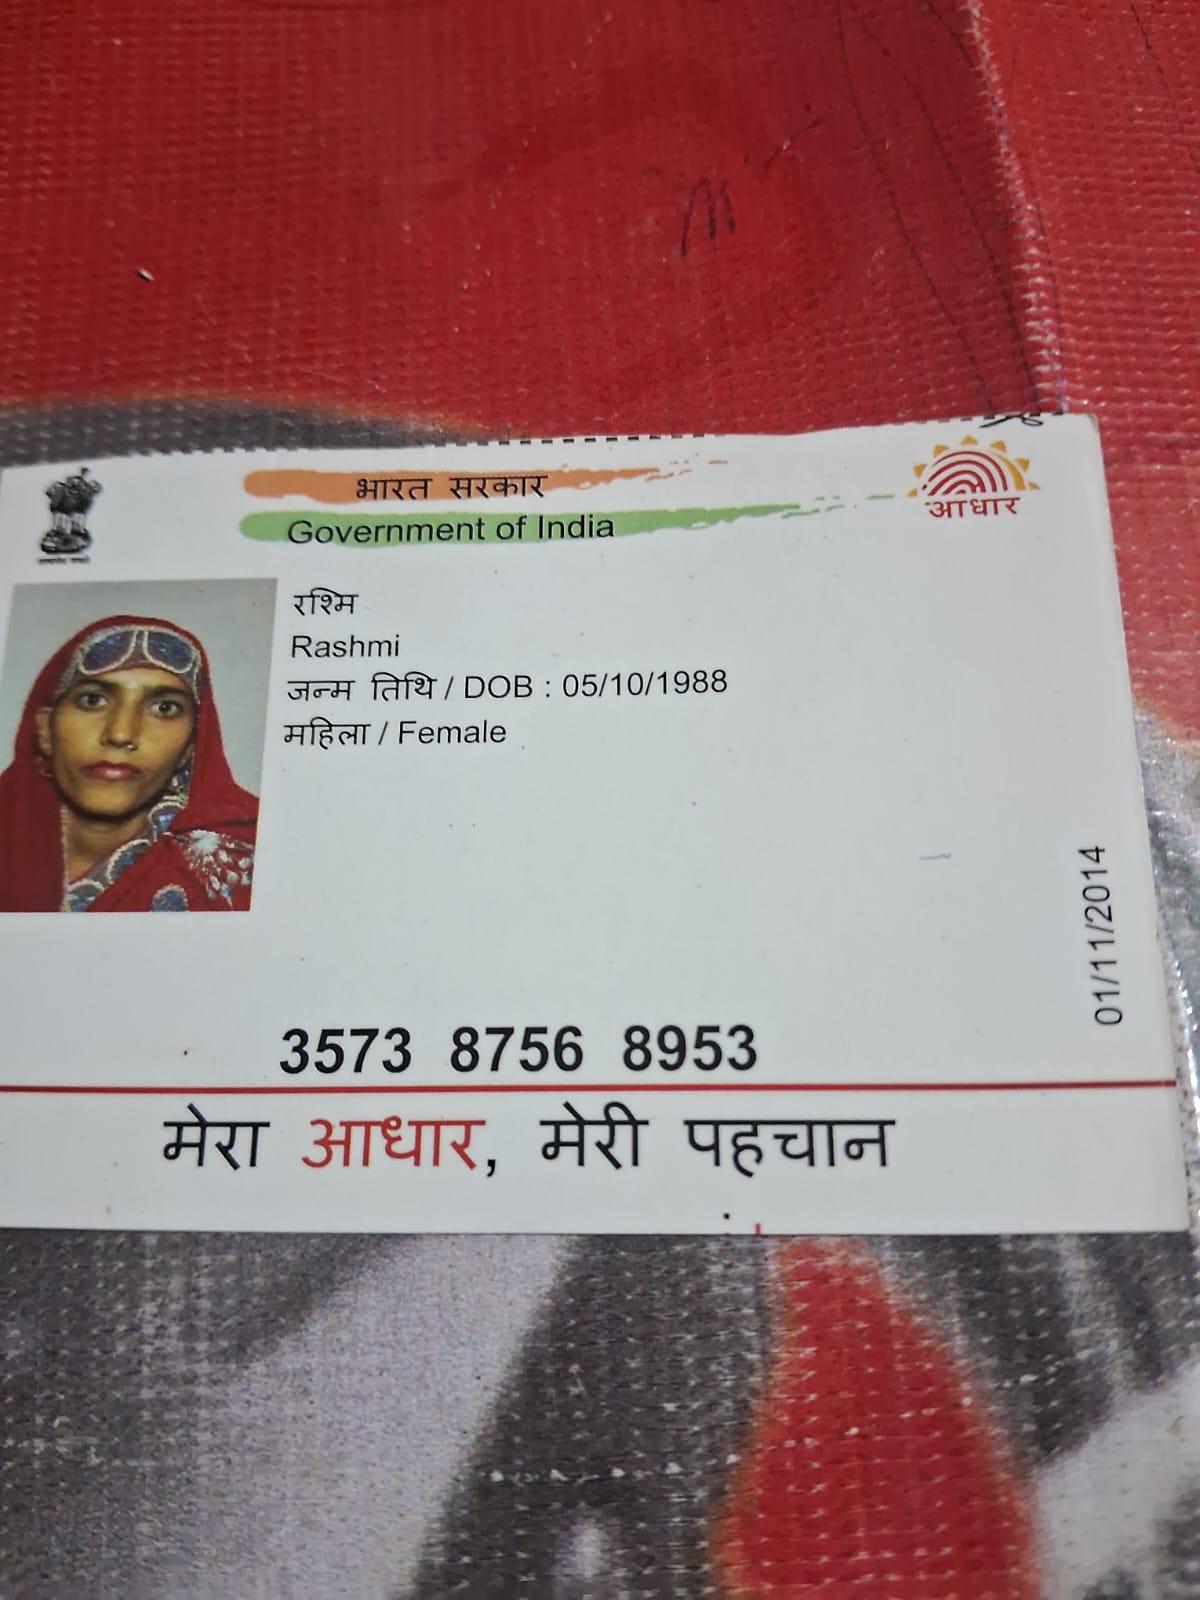 भारत सरकार
Government of India
आधार
रश्मि
Rashmi
जन्म तिथि / DOB : 05/10/1988
महिला / Female
01/11/2014
3573 8756 8953
मेरा आधार, मेरी पहचान